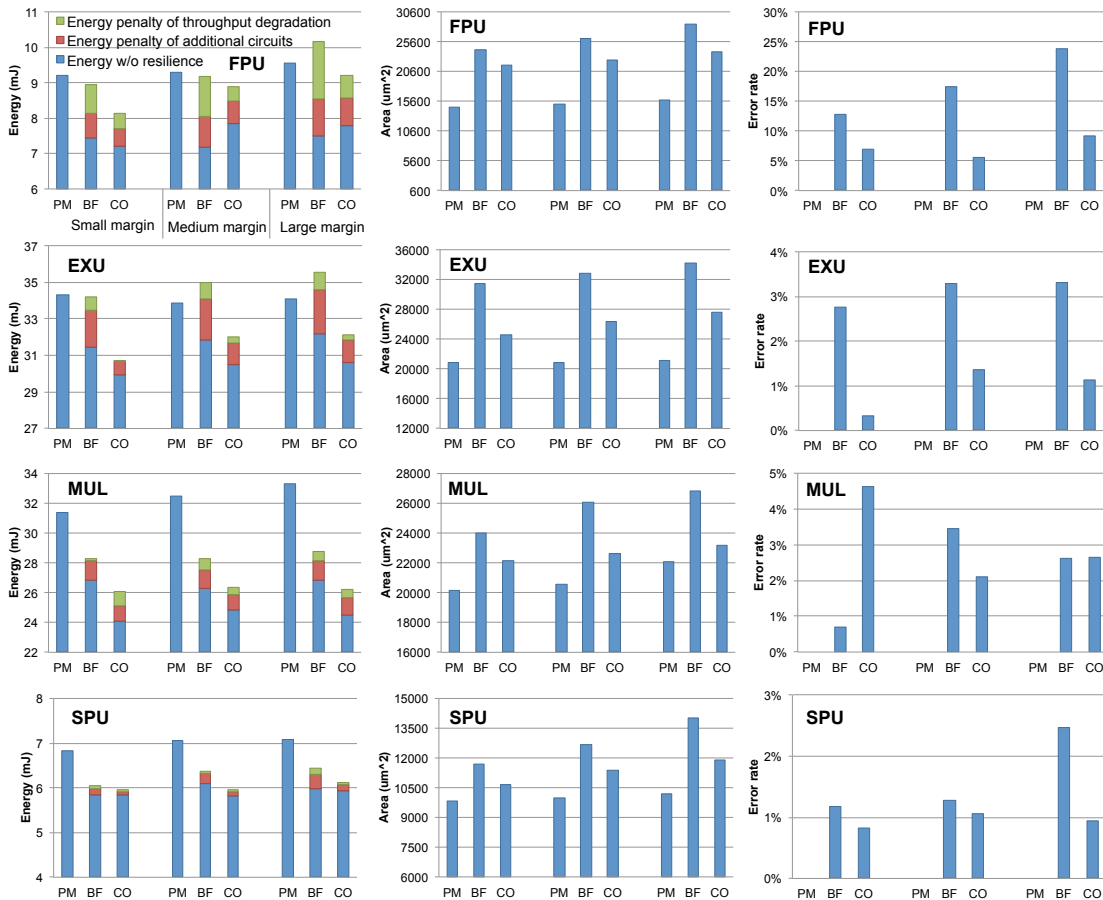 Energy penalty of throughput degradation
Energy penalty of additional circuits
Energy w/o resilience
FPU
Energy (mJ)
11
10
9
8
7
6
PM BF CO PM BF CO PM BF CO
Small margin Medium margin Large margin
FPU
Area (um^2)
30600
25600
20600
15600
10600
5600
600
PM BF CO PM BF CO PM BF CO
FPU
Error rate
30%
25%
20%
15%
10%
5%
0%
PM BF CO PM BF CO PM BF CO
EXU
Energy (mJ)
37
35
33
31
29
27
PM BF CO PM BF CO PM BF CO
EXU
Area (um^2)
36000
32000
28000
24000
20000
16000
12000
PM BF CO PM BF CO PM BF CO
EXU
Error rate
4%
3%
2%
1%
0%
PM BF CO PM BF CO PM BF CO
MUL
Energy (mJ)
34
32
30
28
26
24
22
PM BF CO PM BF CO PM BF CO
MUL
Area (um^2)
28000
26000
24000
22000
20000
18000
16000
PM BF CO PM BF CO PM BF CO
MUL
Error rate
5%
4%
3%
2%
1%
0%
PM BF CO PM BF CO PM BF CO
SPU
Energy (mJ)
8
7
6
5
4
PM BF CO PM BF CO PM BF CO
SPU
Area (um^2)
15000
13500
12000
10500
9000
7500
6000
PM BF CO PM BF CO PM BF CO
SPU
Error rate
3%
2%
1%
0%
PM BF CO PM BF CO PM BF CO